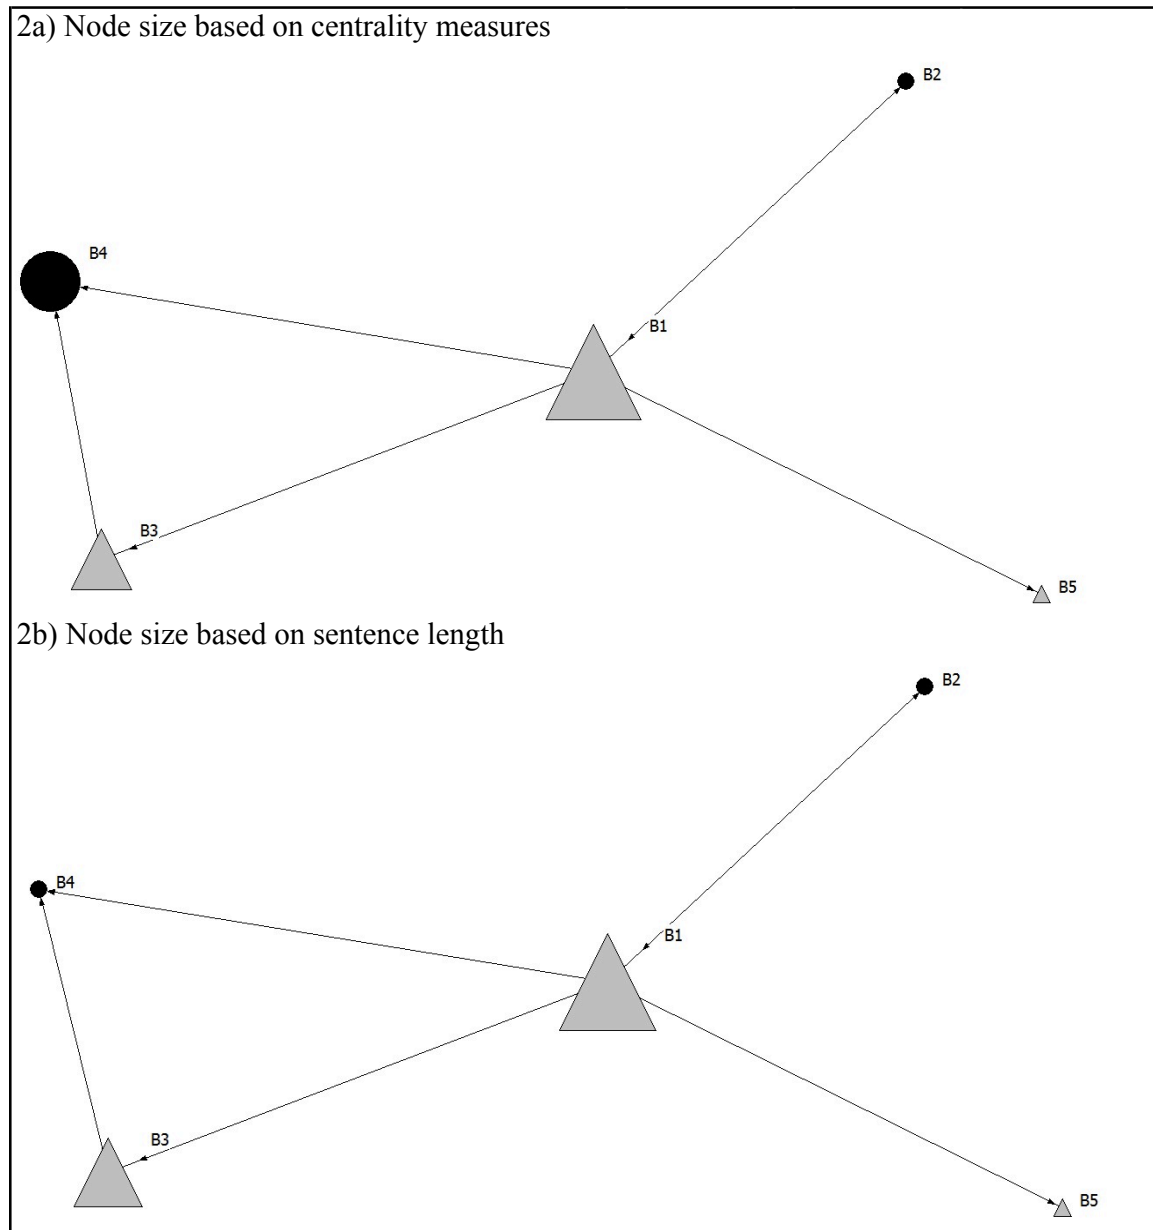 2a) Node size based on centrality measures
B2
B4
B1
B3
B5
2b) Node size based on sentence length
B2
B4
B1
B3
B5